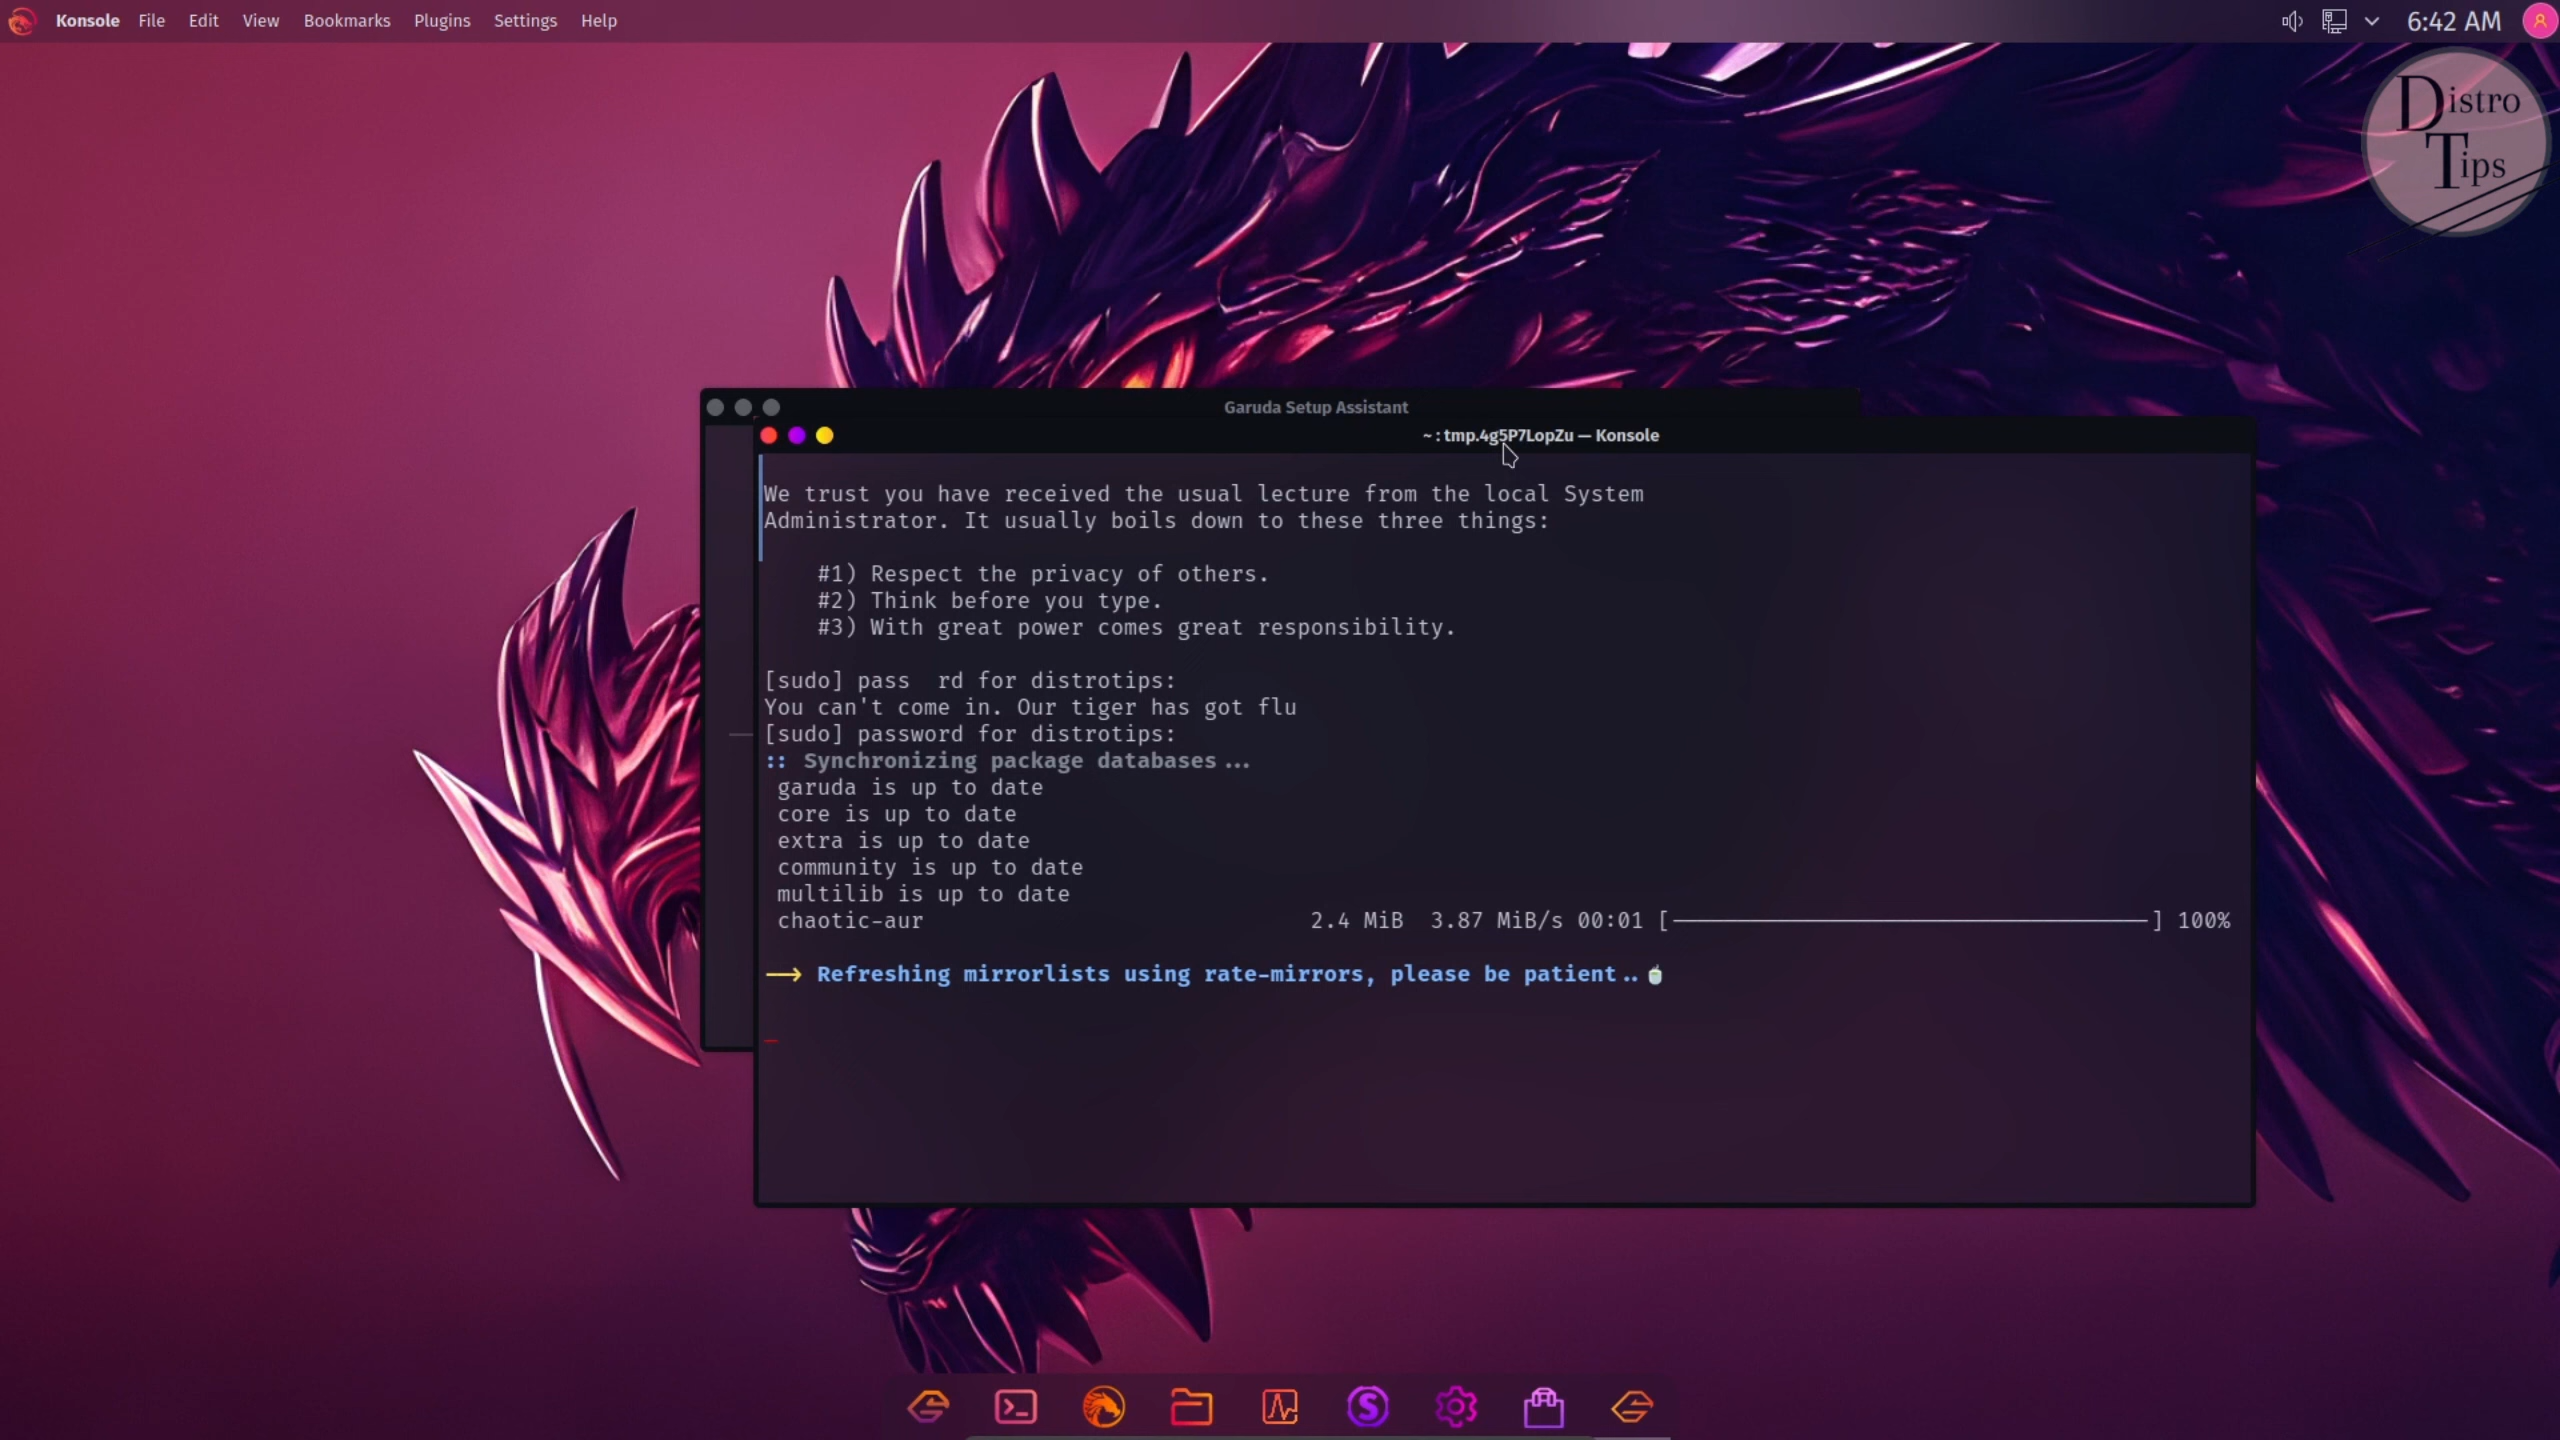 Konsole File Edit View Bookmarks Plugins Settings Help 6:42 AM
Distro
Tips
Garuda Setup Assistant
~ : tmp.4g5P7LopZu — Konsole
We trust you have received the usual lecture from the local System
Administrator. It usually boils down to these three things:
#1) Respect the privacy of others.
#2) Think before you type.
#3) With great power comes great responsibility.
[sudo] pass  rd for distrotips:
You can't come in. Our tiger has got flu
[sudo] password for distrotips:
:: Synchronizing package databases...
garuda is up to date
core is up to date
extra is up to date
community is up to date
multilib is up to date
chaotic-aur 2.4 MiB 3.87 MiB/s 00:01 [——————————] 100%
⟶ Refreshing mirrorlists using rate-mirrors, please be patient..🍵